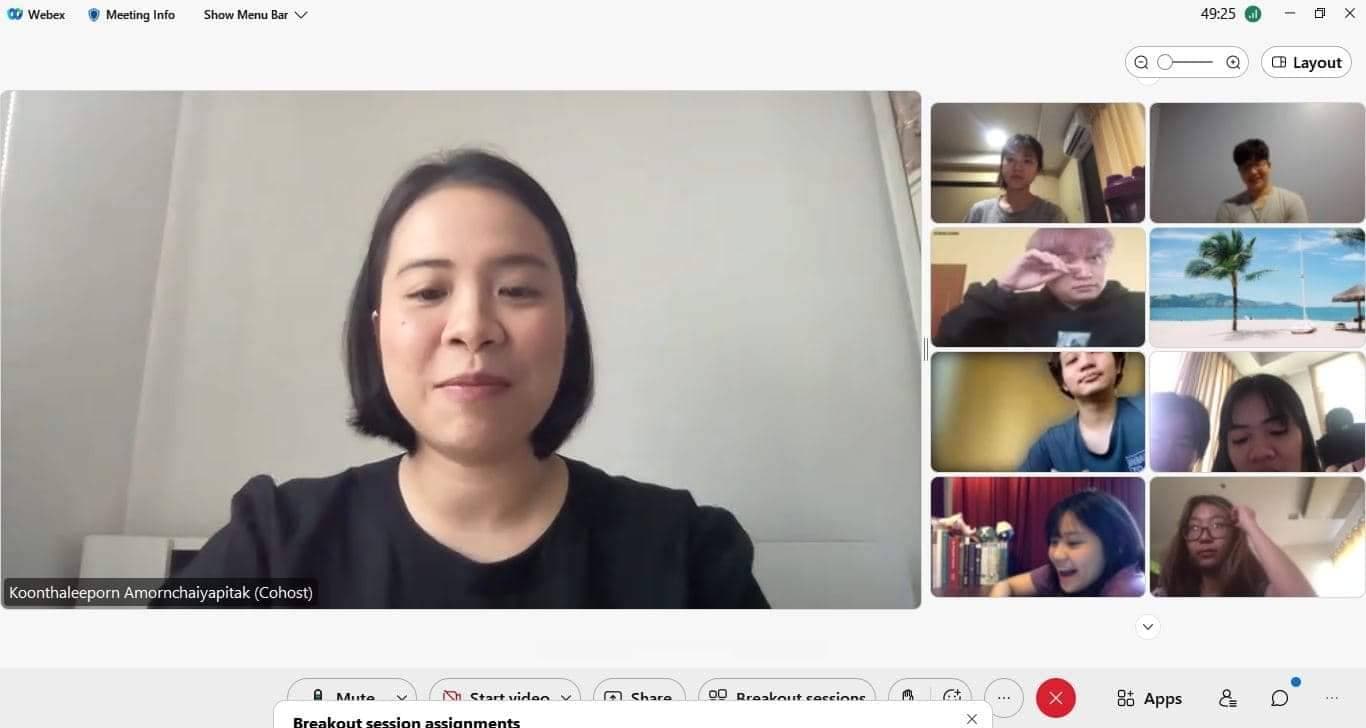 Webex
Meeting Info
Show Menu Bar
49:25
Layout
Koonthaleeporn Amornchaiyapitak (Cohost)
Mute
Start video
Share
Breakout sessions
Apps
Breakout session assignments